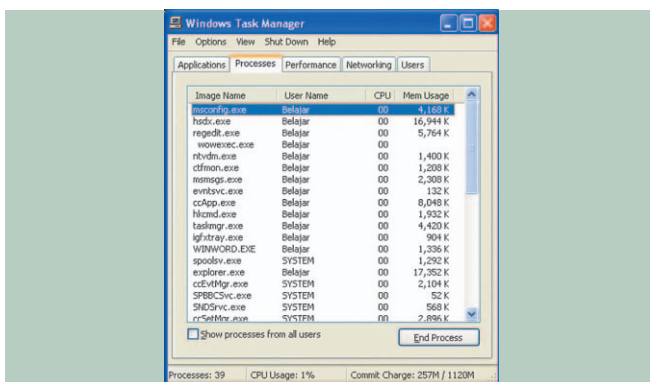 Windows Task Manager
File Options View Shut Down Help
Applications Processes Performance Networking Users
Image Name User Name CPU Mem Usage
msconfig.exe Belajar 00 4,168 K
hsdx.exe Belajar 00 16,944 K
regedit.exe Belajar 00 5,764 K
wowexec.exe Belajar 00
ntvdm.exe Belajar 00 1,400 K
ctfmon.exe Belajar 00 1,208 K
msmsgs.exe Belajar 00 2,308 K
evntsvc.exe Belajar 00 132 K
ccApp.exe Belajar 00 8,048 K
hkcmd.exe Belajar 00 1,932 K
taskmgr.exe Belajar 00 4,420 K
igfxtray.exe Belajar 00 904 K
WINWORD.EXE Belajar 00 1,336 K
spoolsv.exe SYSTEM 00 1,292 K
explorer.exe Belajar 00 17,352 K
ccEvtMgr.exe SYSTEM 00 2,104 K
SPBBCSvc.exe SYSTEM 00 52 K
SNDSrvc.exe SYSTEM 00 568 K
ccSetMgr.exe SYSTEM 00 2,896 K
Show processes from all users
End Process
Processes: 39 CPU Usage: 1% Commit Charge: 257M / 1120M